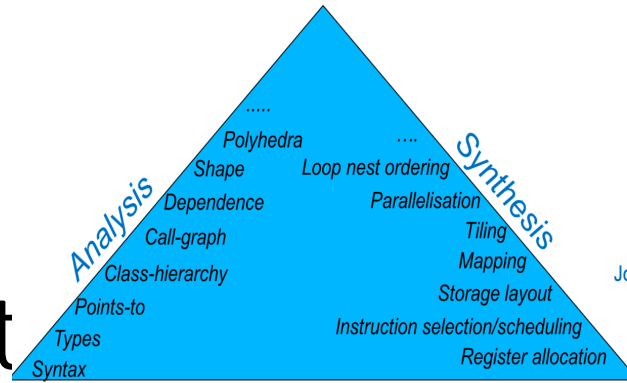 .....
Polyhedra
Shape
Dependence
Call-graph
Class-hierarchy
Points-to
Types
Syntax
Analysis
....
Loop nest ordering
Parallelisation
Tiling
Mapping
Storage layout
Instruction selection/scheduling
Register allocation
Synthesis